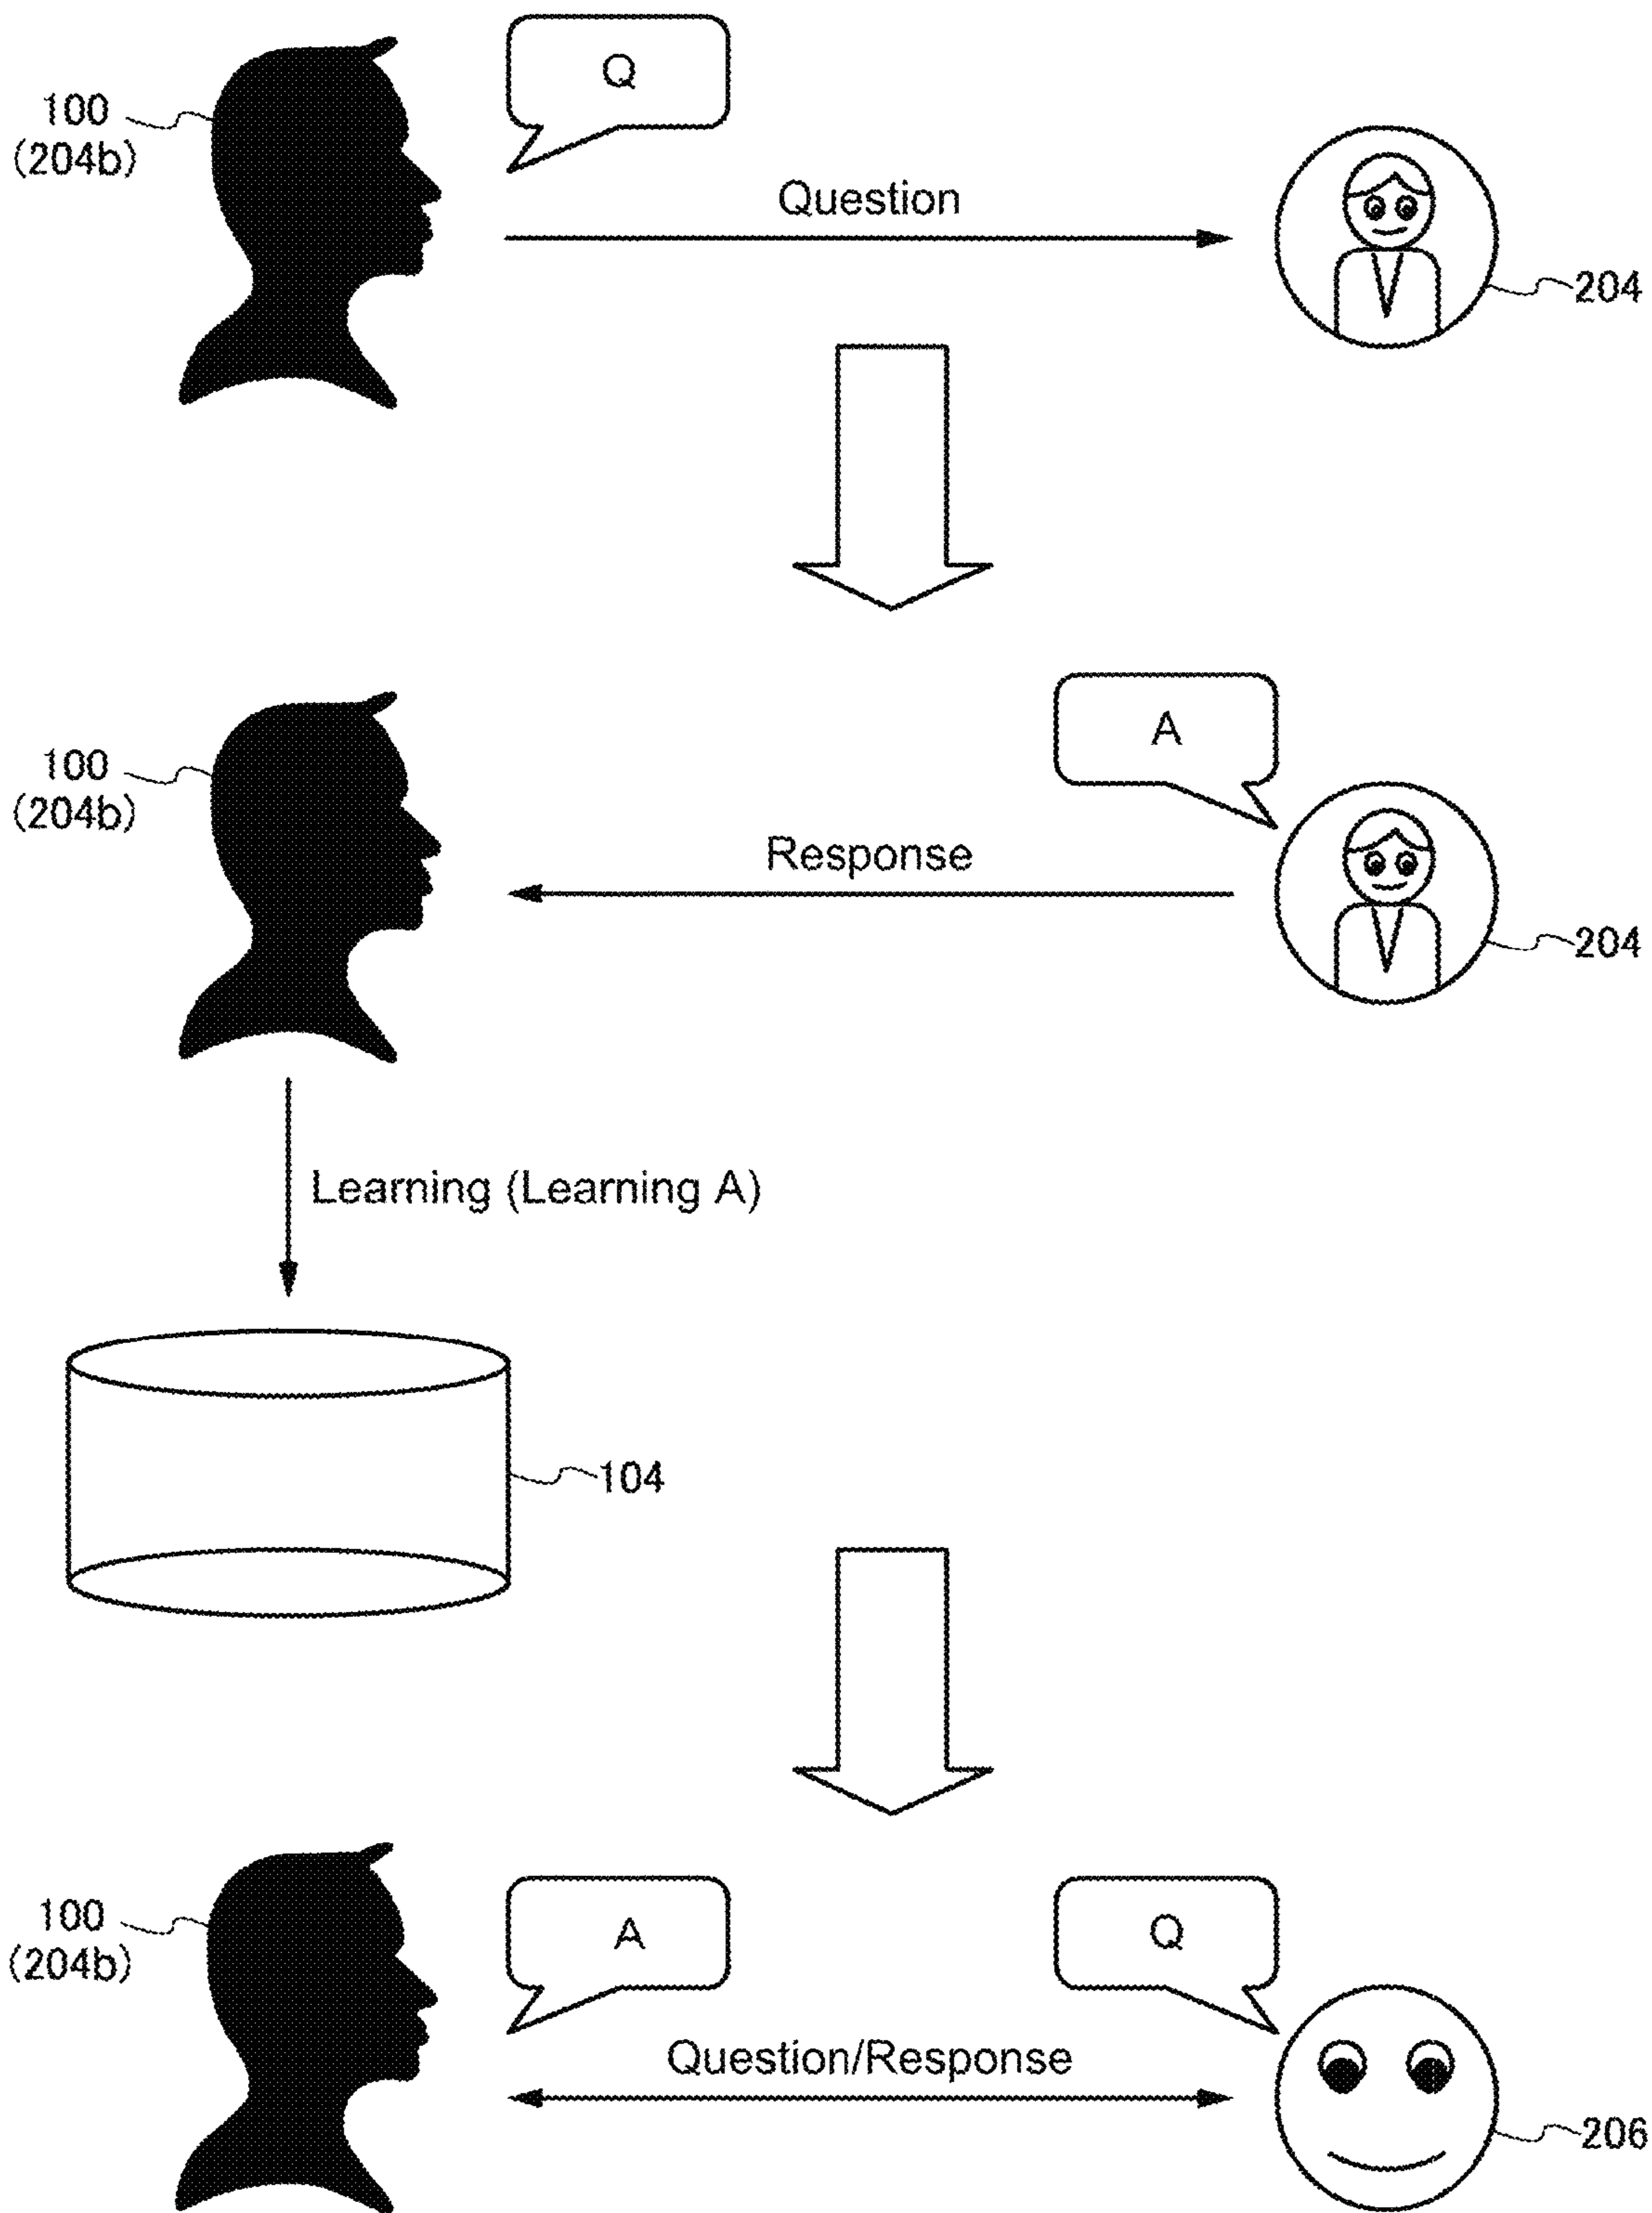 Q
100
(204b)
Question
204
A
100
(204b)
Response
204
Learning (Learning A)
104
A
Q
100
(204b)
Question/Response
206